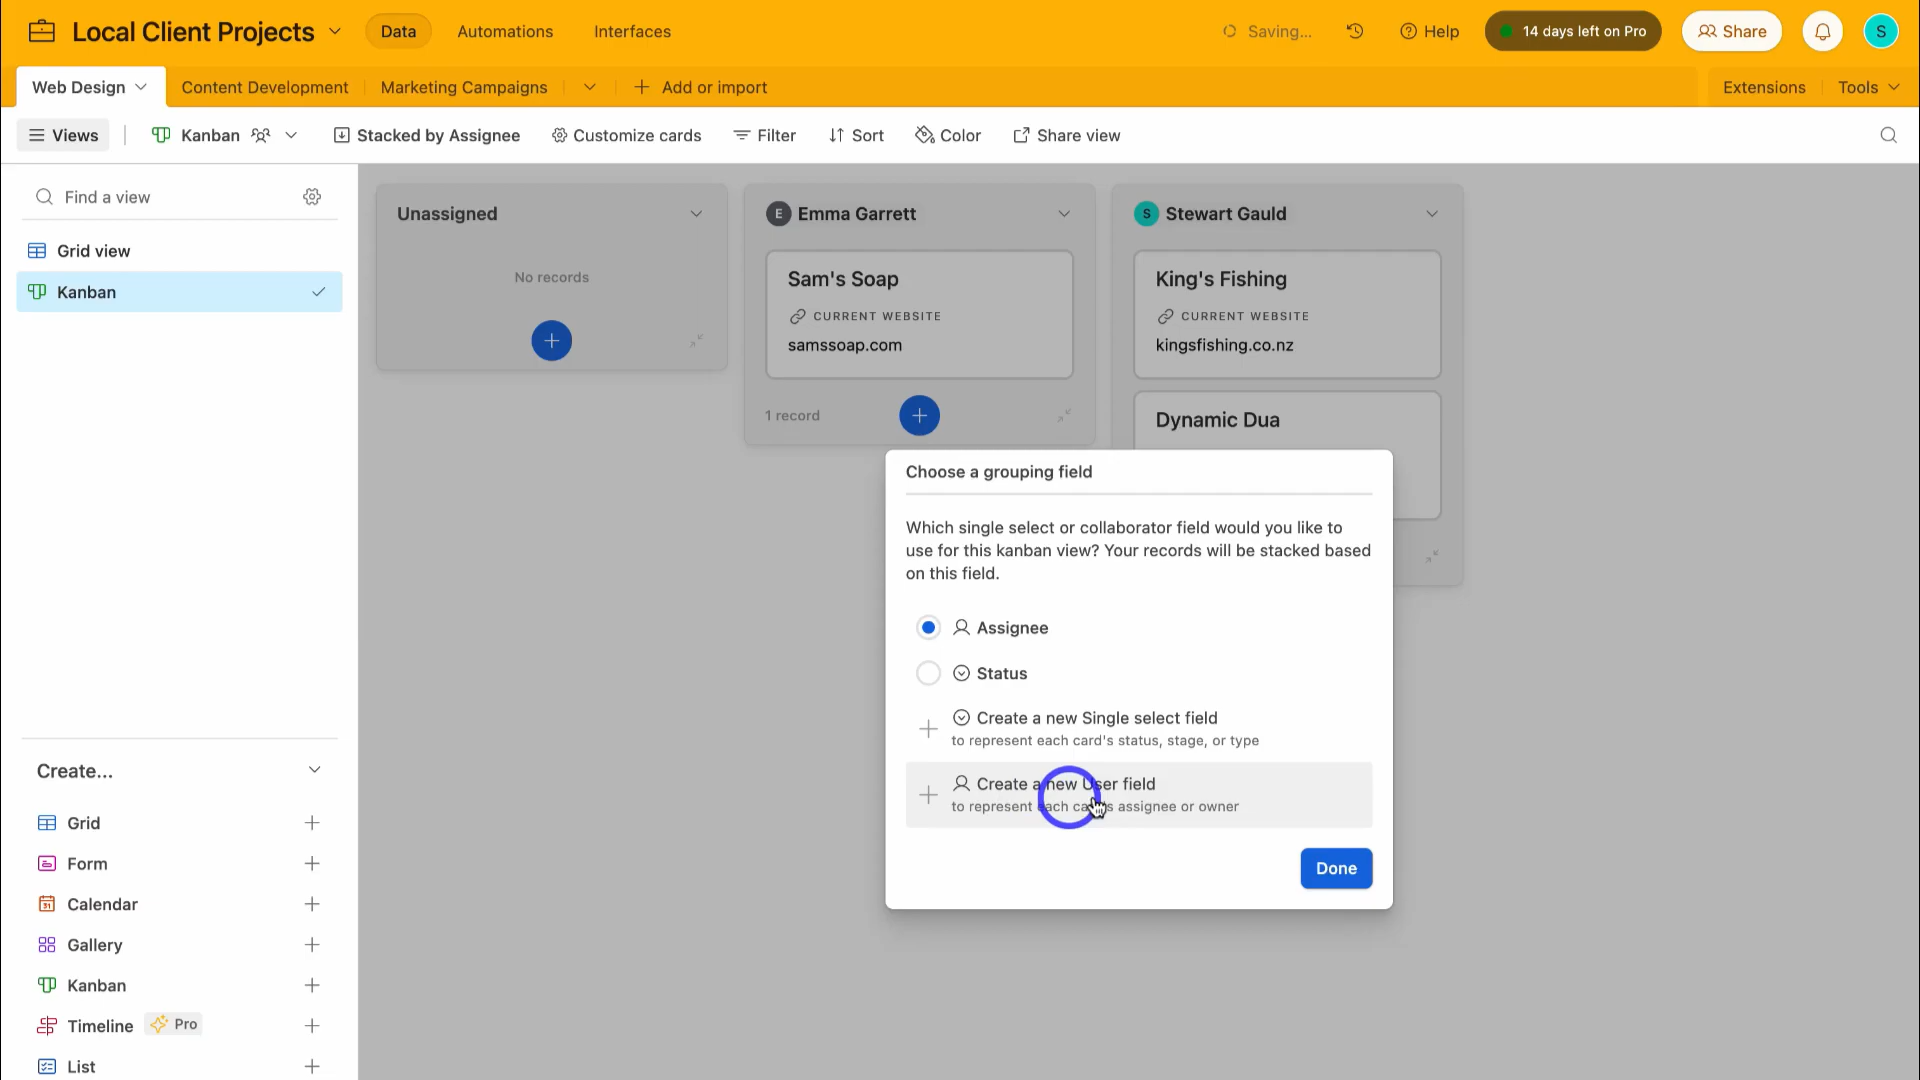 Local Client Projects
Data
Automations
Interfaces
Saving...
Help
14 days left on Pro
Share
S
Web Design
Content Development
Marketing Campaigns
Add or import
Extensions
Tools
Views
Kanban
Stacked by Assignee
Customize cards
Filter
Sort
Color
Share view
Find a view
Grid view
Kanban
Create...
Grid
Form
Calendar
Gallery
Kanban
Timeline
Pro
List
Unassigned
No records
E Emma Garrett
Sam's Soap
CURRENT WEBSITE
samssoap.com
1 record
S Stewart Gauld
King's Fishing
CURRENT WEBSITE
kingsfishing.co.nz
Dynamic Dua
Choose a grouping field
Which single select or collaborator field would you like to
use for this kanban view? Your records will be stacked based
on this field.
Assignee
Status
Create a new Single select field
to represent each card's status, stage, or type
Create a new User field
to represent each card's assignee or owner
Done